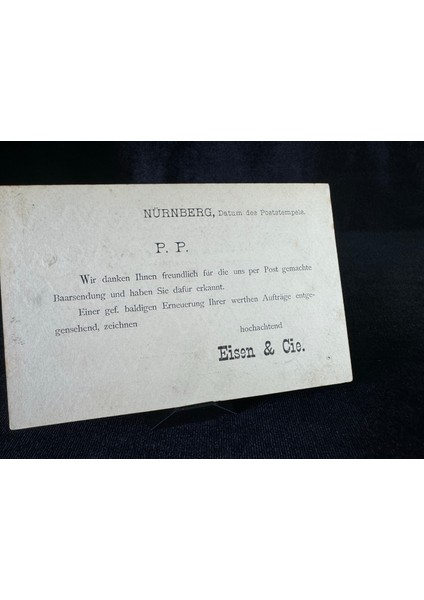 NÜRNBERG, Datum des Poststempels.
P. P.
Wir danken Ihnen freundlich für die uns per Post gemachte
Baarsendung und haben Sie dafür erkannt.
Einer gef. baldigen Erneuerung Ihrer werthen Aufträge entge-
gensehend, zeichnen
hochachtend
Eisen & Cie.